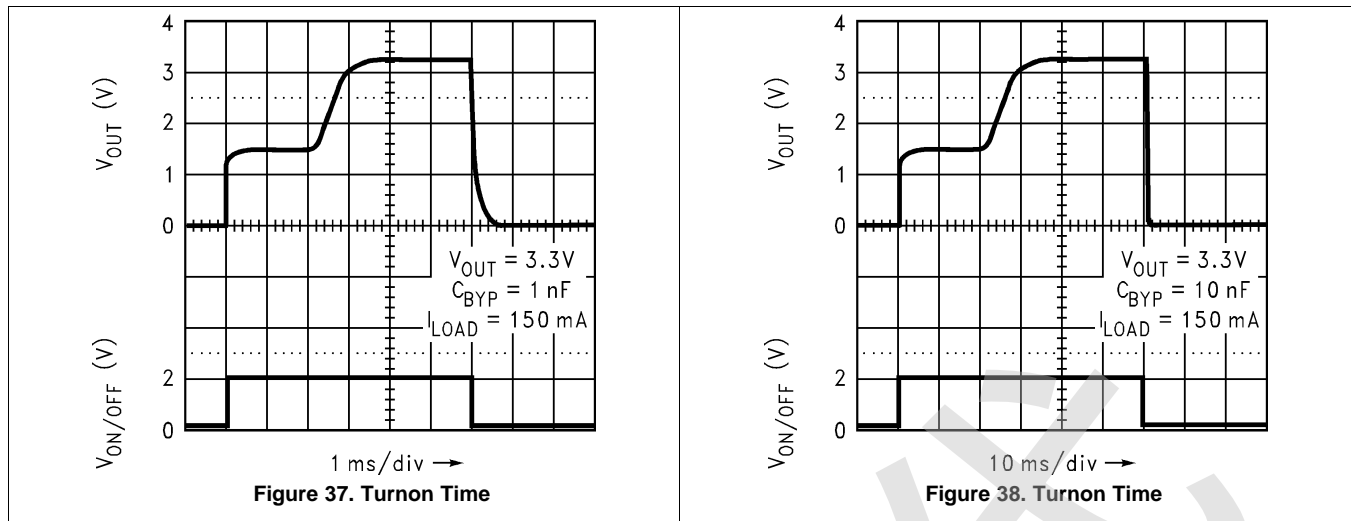 4
3
2
1
0
V_OUT (V)
V_OUT = 3.3V
C_BYP = 1 nF
I_LOAD = 150 mA
2
0
V_ON/OFF (V)
1 ms/div →
Figure 37. Turnon Time
4
3
2
1
0
V_OUT (V)
V_OUT = 3.3V
C_BYP = 10 nF
I_LOAD = 150 mA
2
0
V_ON/OFF (V)
10 ms/div →
Figure 38. Turnon Time